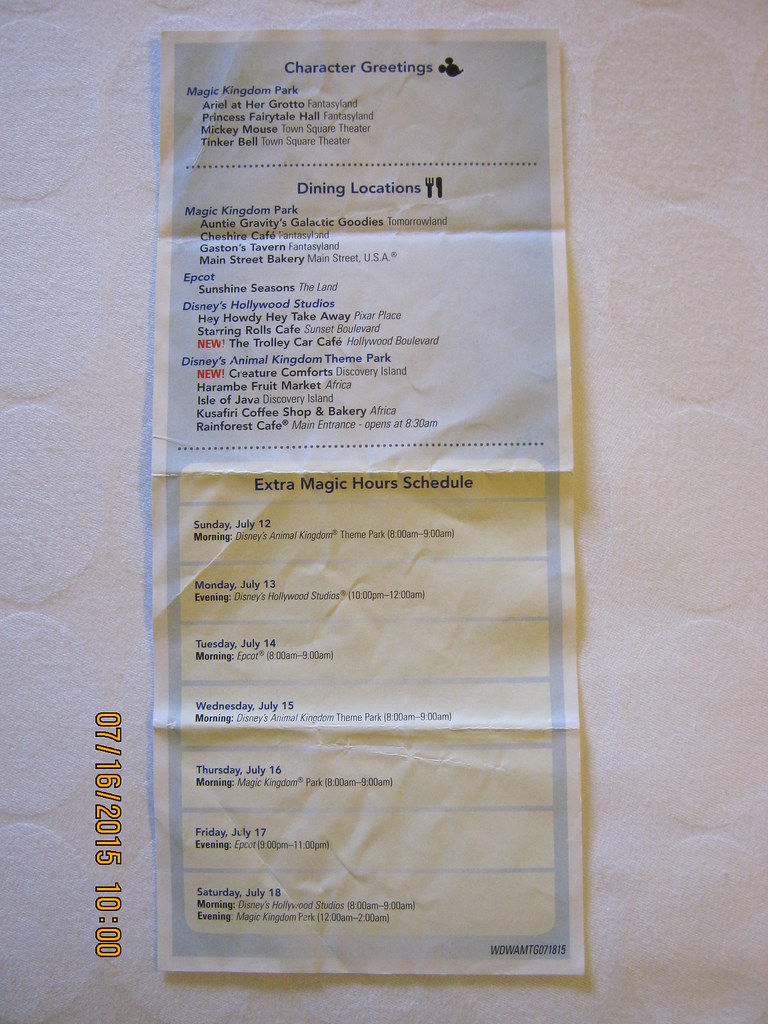 Character Greetings
Magic Kingdom Park
Ariel at Her Grotto Fantasyland
Princess Fairytale Hall Fantasyland
Mickey Mouse Town Square Theater
Tinker Bell Town Square Theater
Dining Locations
Magic Kingdom Park
Auntie Gravity's Galactic Goodies Tomorrowland
Cheshire Café Fantasyland
Gaston's Tavern Fantasyland
Main Street Bakery Main Street, U.S.A.®
Epcot
Sunshine Seasons The Land
Disney's Hollywood Studios
Hey Howdy Hey Take Away Pixar Place
Starring Rolls Cafe Sunset Boulevard
NEW! The Trolley Car Café Hollywood Boulevard
Disney's Animal Kingdom Theme Park
NEW! Creature Comforts Discovery Island
Harambe Fruit Market Africa
Isle of Java Discovery Island
Kusafiri Coffee Shop & Bakery Africa
Rainforest Cafe® Main Entrance - opens at 8:30am
Extra Magic Hours Schedule
Sunday, July 12
Morning: Disney's Animal Kingdom® Theme Park (8:00am–9:00am)
Monday, July 13
Evening: Disney's Hollywood Studios® (10:00pm–12:00am)
Tuesday, July 14
Morning: Epcot® (8:00am–9:00am)
Wednesday, July 15
Morning: Disney's Animal Kingdom Theme Park (8:00am–9:00am)
Thursday, July 16
Morning: Magic Kingdom® Park (8:00am–9:00am)
Friday, July 17
Evening: Epcot (9:00pm–11:00pm)
Saturday, July 18
Morning: Disney's Hollywood Studios (8:00am–9:00am)
Evening: Magic Kingdom Park (12:00am–2:00am)
WDWAMTG071815
07/16/2015 10:00